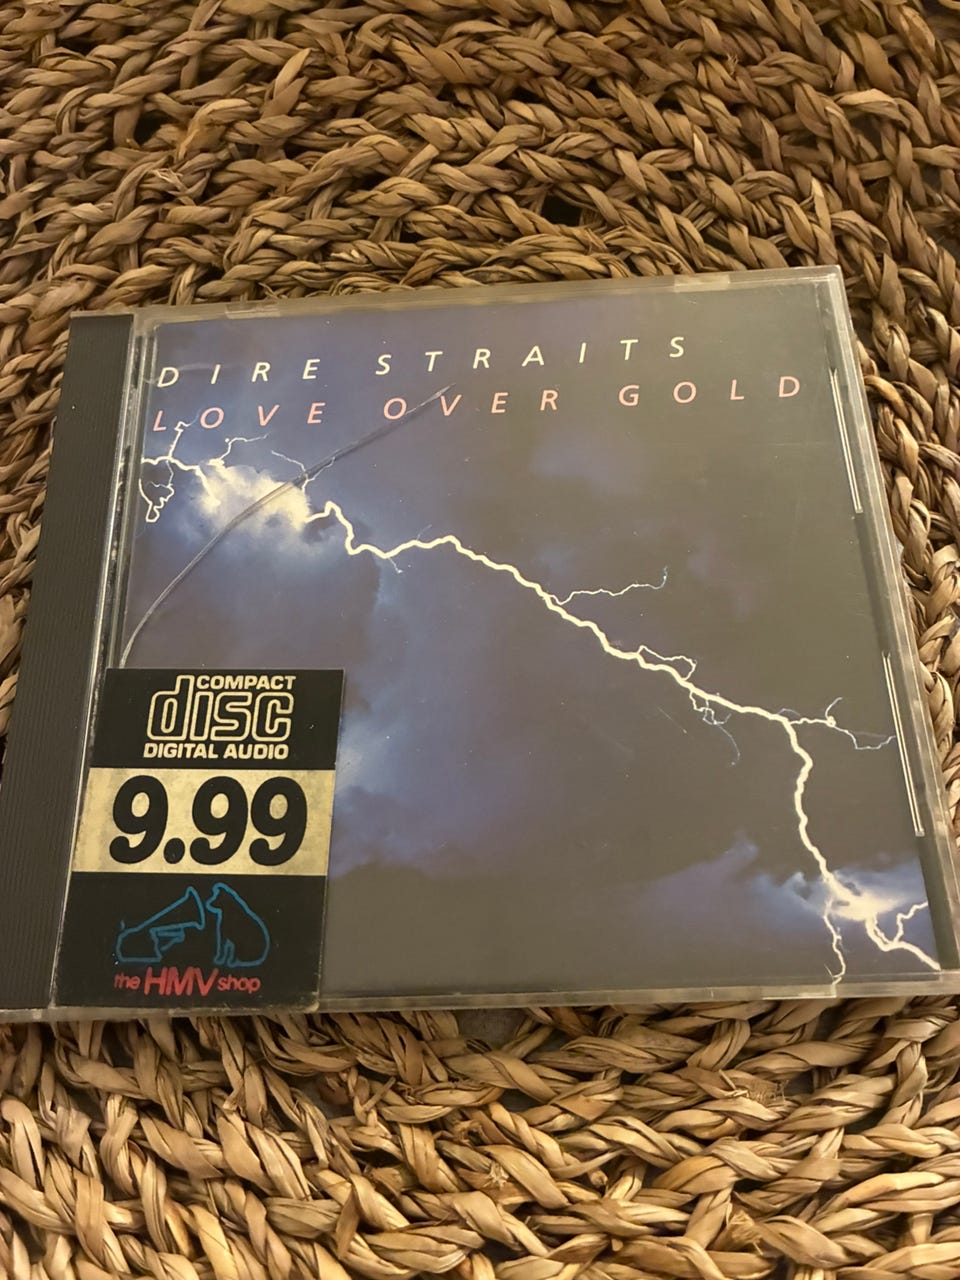 DIRE STRAITS
LOVE OVER GOLD
COMPACT
disc
DIGITAL AUDIO
9.99
the HMV shop